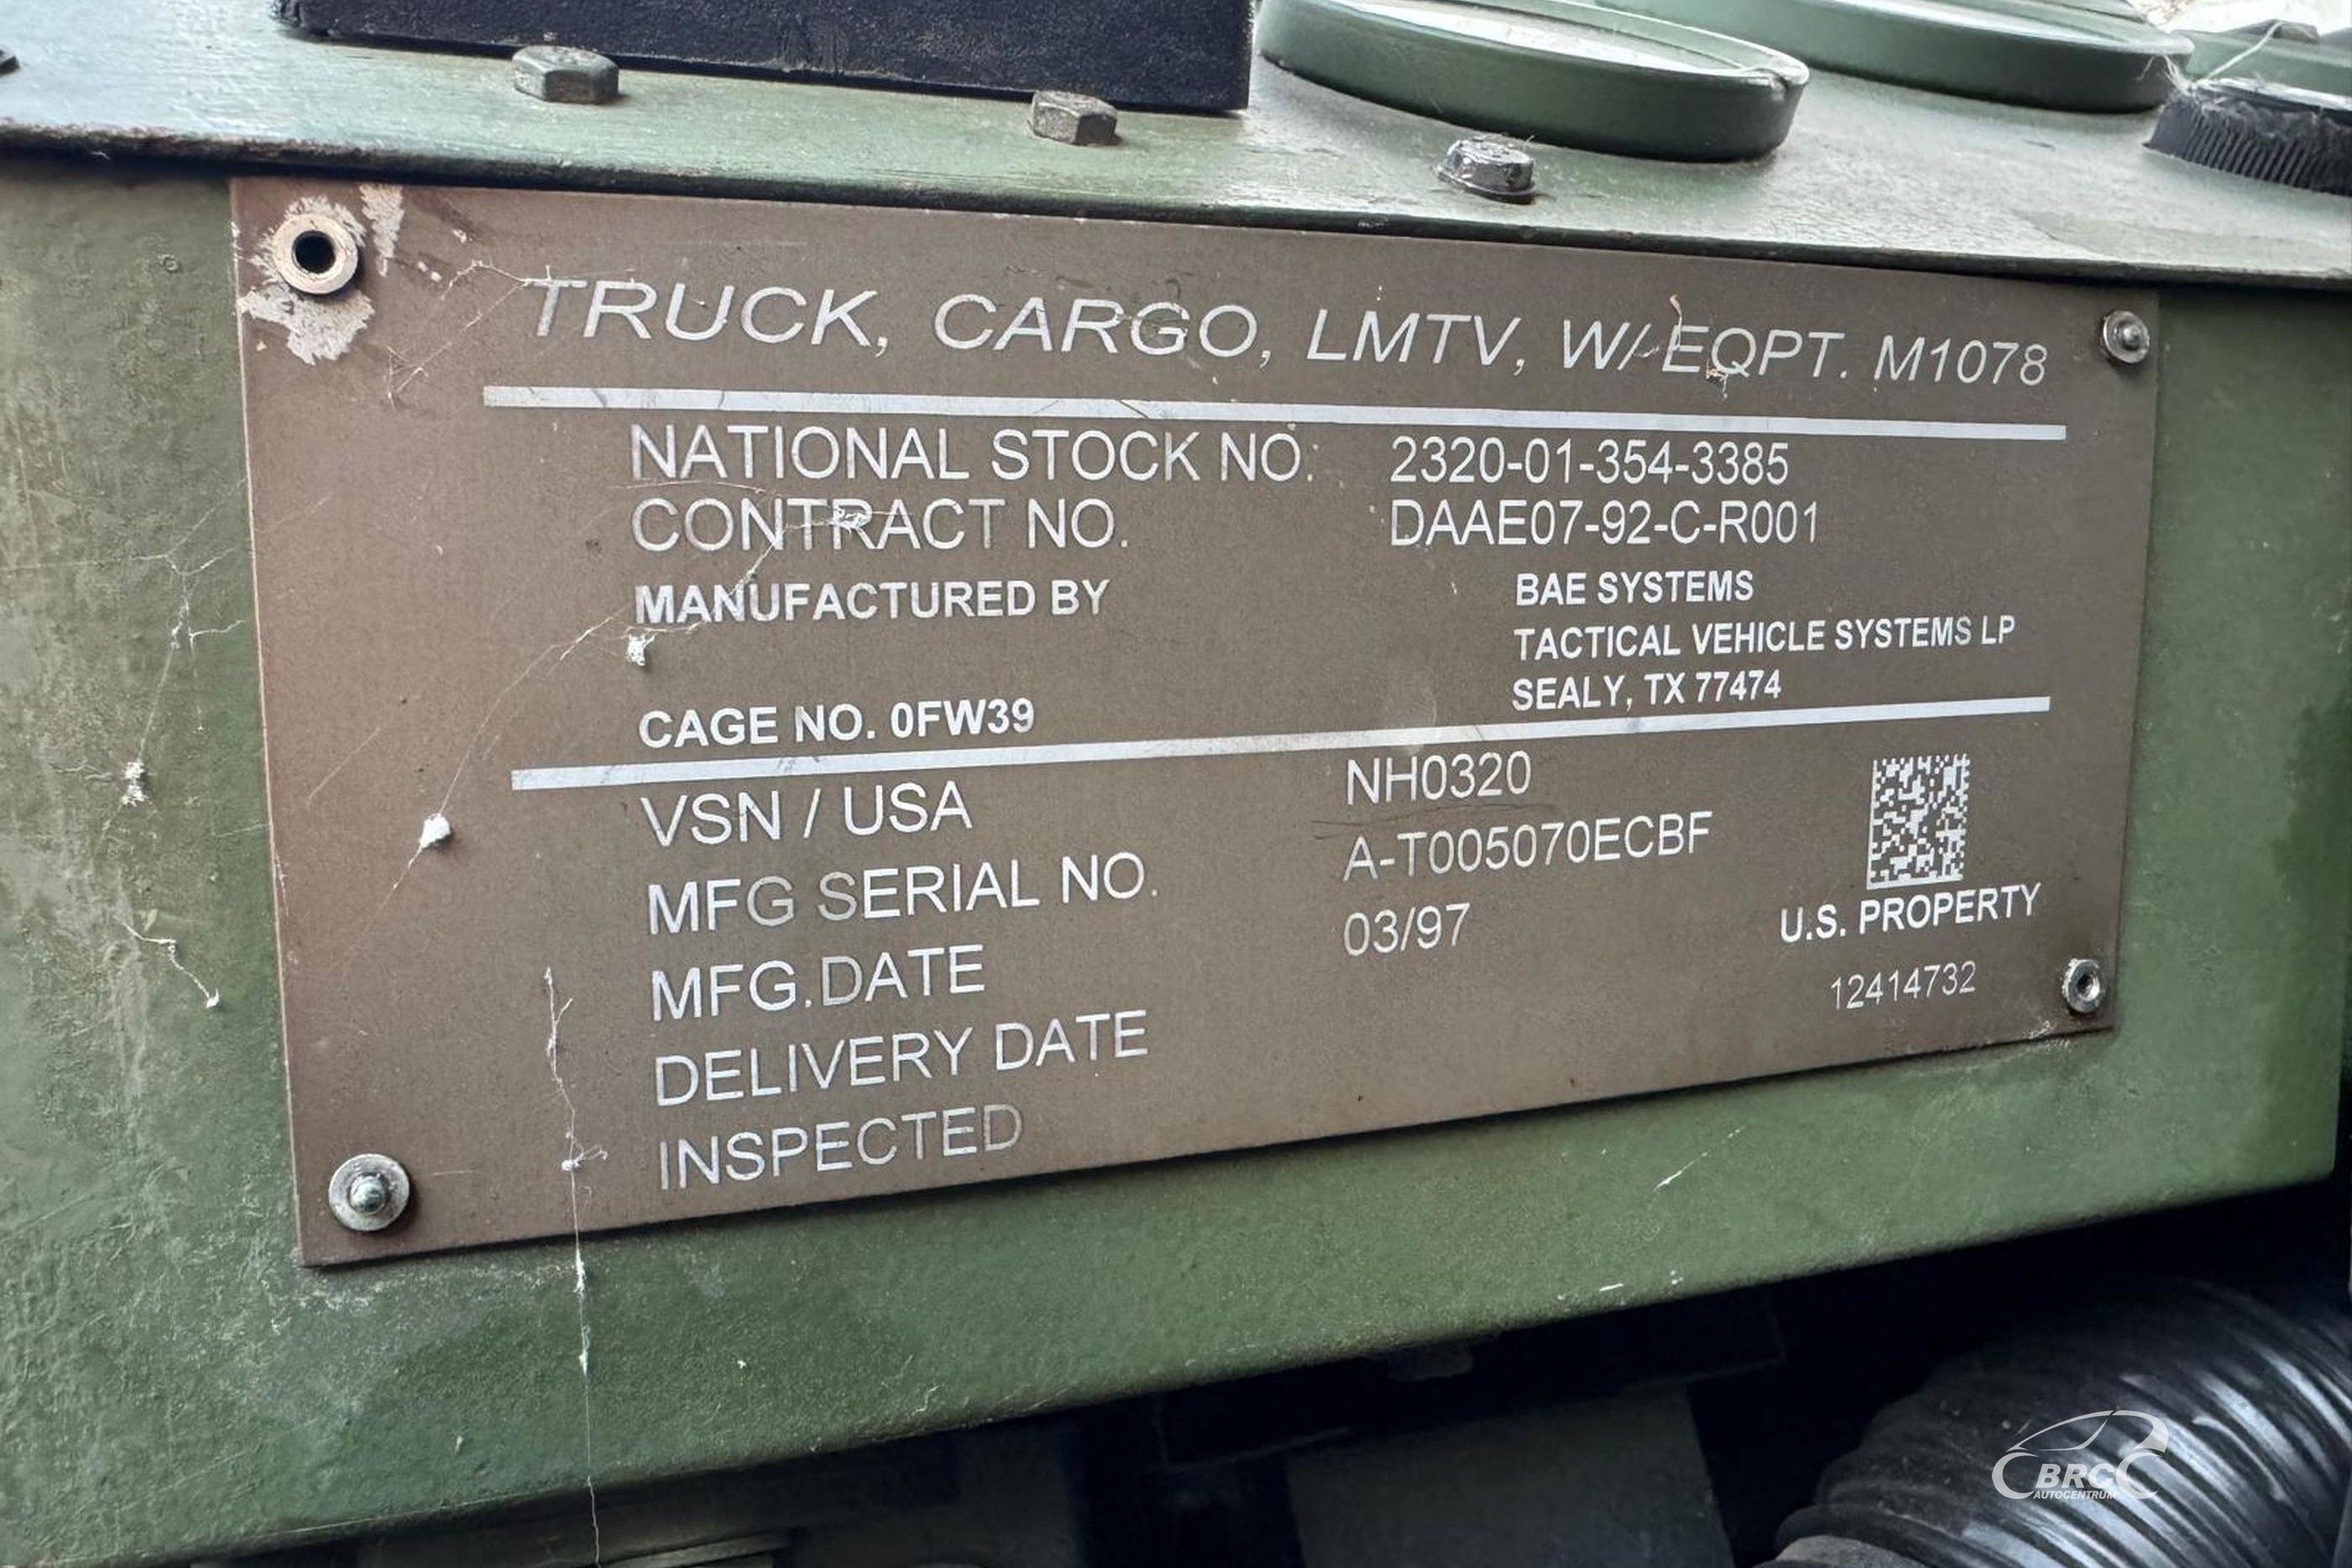 TRUCK, CARGO, LMTV, W/EQPT. M1078
NATIONAL STOCK NO: 2320-01-354-3385
CONTRACT NO. DAAE07-92-C-R001
MANUFACTURED BY BAE SYSTEMS
TACTICAL VEHICLE SYSTEMS LP
SEALY, TX 77474
CAGE NO. 0FW39
VSN / USA NH0320
MFG SERIAL NO. A-T005070ECBF
MFG.DATE 03/97
DELIVERY DATE
INSPECTED
U.S. PROPERTY
12414732
BRC
AUTOCENTRUM